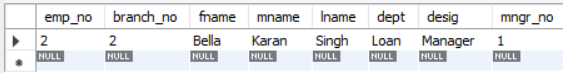 emp_no branch_no fname mname lname dept desig mngr_no
2 2 Bella Karan Singh Loan Manager 1
NULL NULL NULL NULL NULL NULL NULL NULL